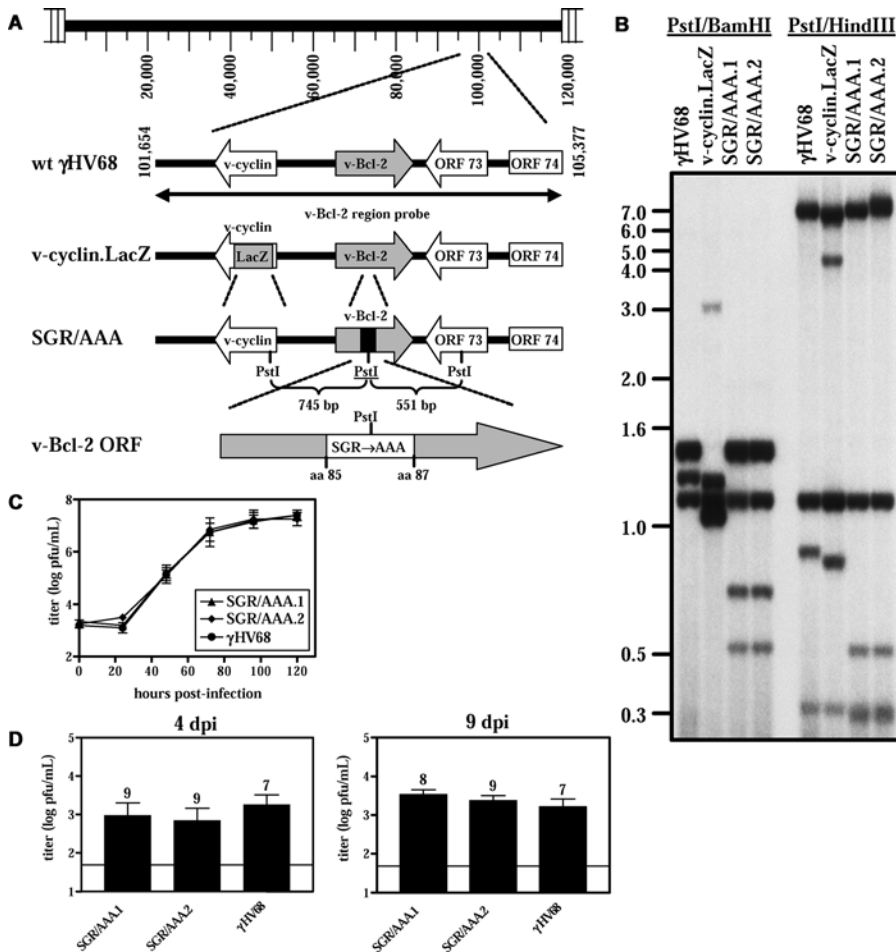 A
20,000
40,000
60,000
80,000
100,000
120,000
wt γHV68
101,654
v-cyclin
v-Bcl-2
ORF 73
ORF 74
105,377
v-Bcl-2 region probe
v-cyclin.LacZ
v-cyclin
LacZ
v-Bcl-2
ORF 73
ORF 74
SGR/AAA
v-cyclin
v-Bcl-2
ORF 73
ORF 74
PstI
PstI
PstI
745 bp
551 bp
v-Bcl-2 ORF
PstI
SGR→AAA
aa 85
aa 87
B
PstI/BamHI
PstI/HindIII
γHV68
v-cyclin.LacZ
SGR/AAA.1
SGR/AAA.2
γHV68
v-cyclin.LacZ
SGR/AAA.1
SGR/AAA.2
7.0
6.0
5.0
4.0
3.0
2.0
1.6
1.0
0.5
0.3
C
titer (log pfu/mL)
8
6
4
2
0
20
40
60
80
100
120
hours post-infection
SGR/AAA.1
SGR/AAA.2
γHV68
D
4 dpi
titer (log pfu/mL)
5
4
3
2
1
9
9
7
SGR/AAA.1
SGR/AAA.2
γHV68
9 dpi
titer (log pfu/mL)
5
4
3
2
1
8
9
7
SGR/AAA.1
SGR/AAA.2
γHV68